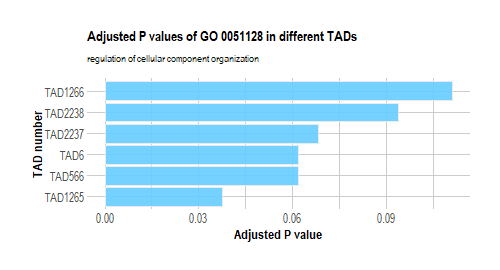 Adjusted P values of GO 0051128 in different TADs
regulation of cellular component organization
TAD number
TAD1266
TAD2238
TAD2237
TAD6
TAD566
TAD1265
0.00 0.03 0.06 0.09
Adjusted P value